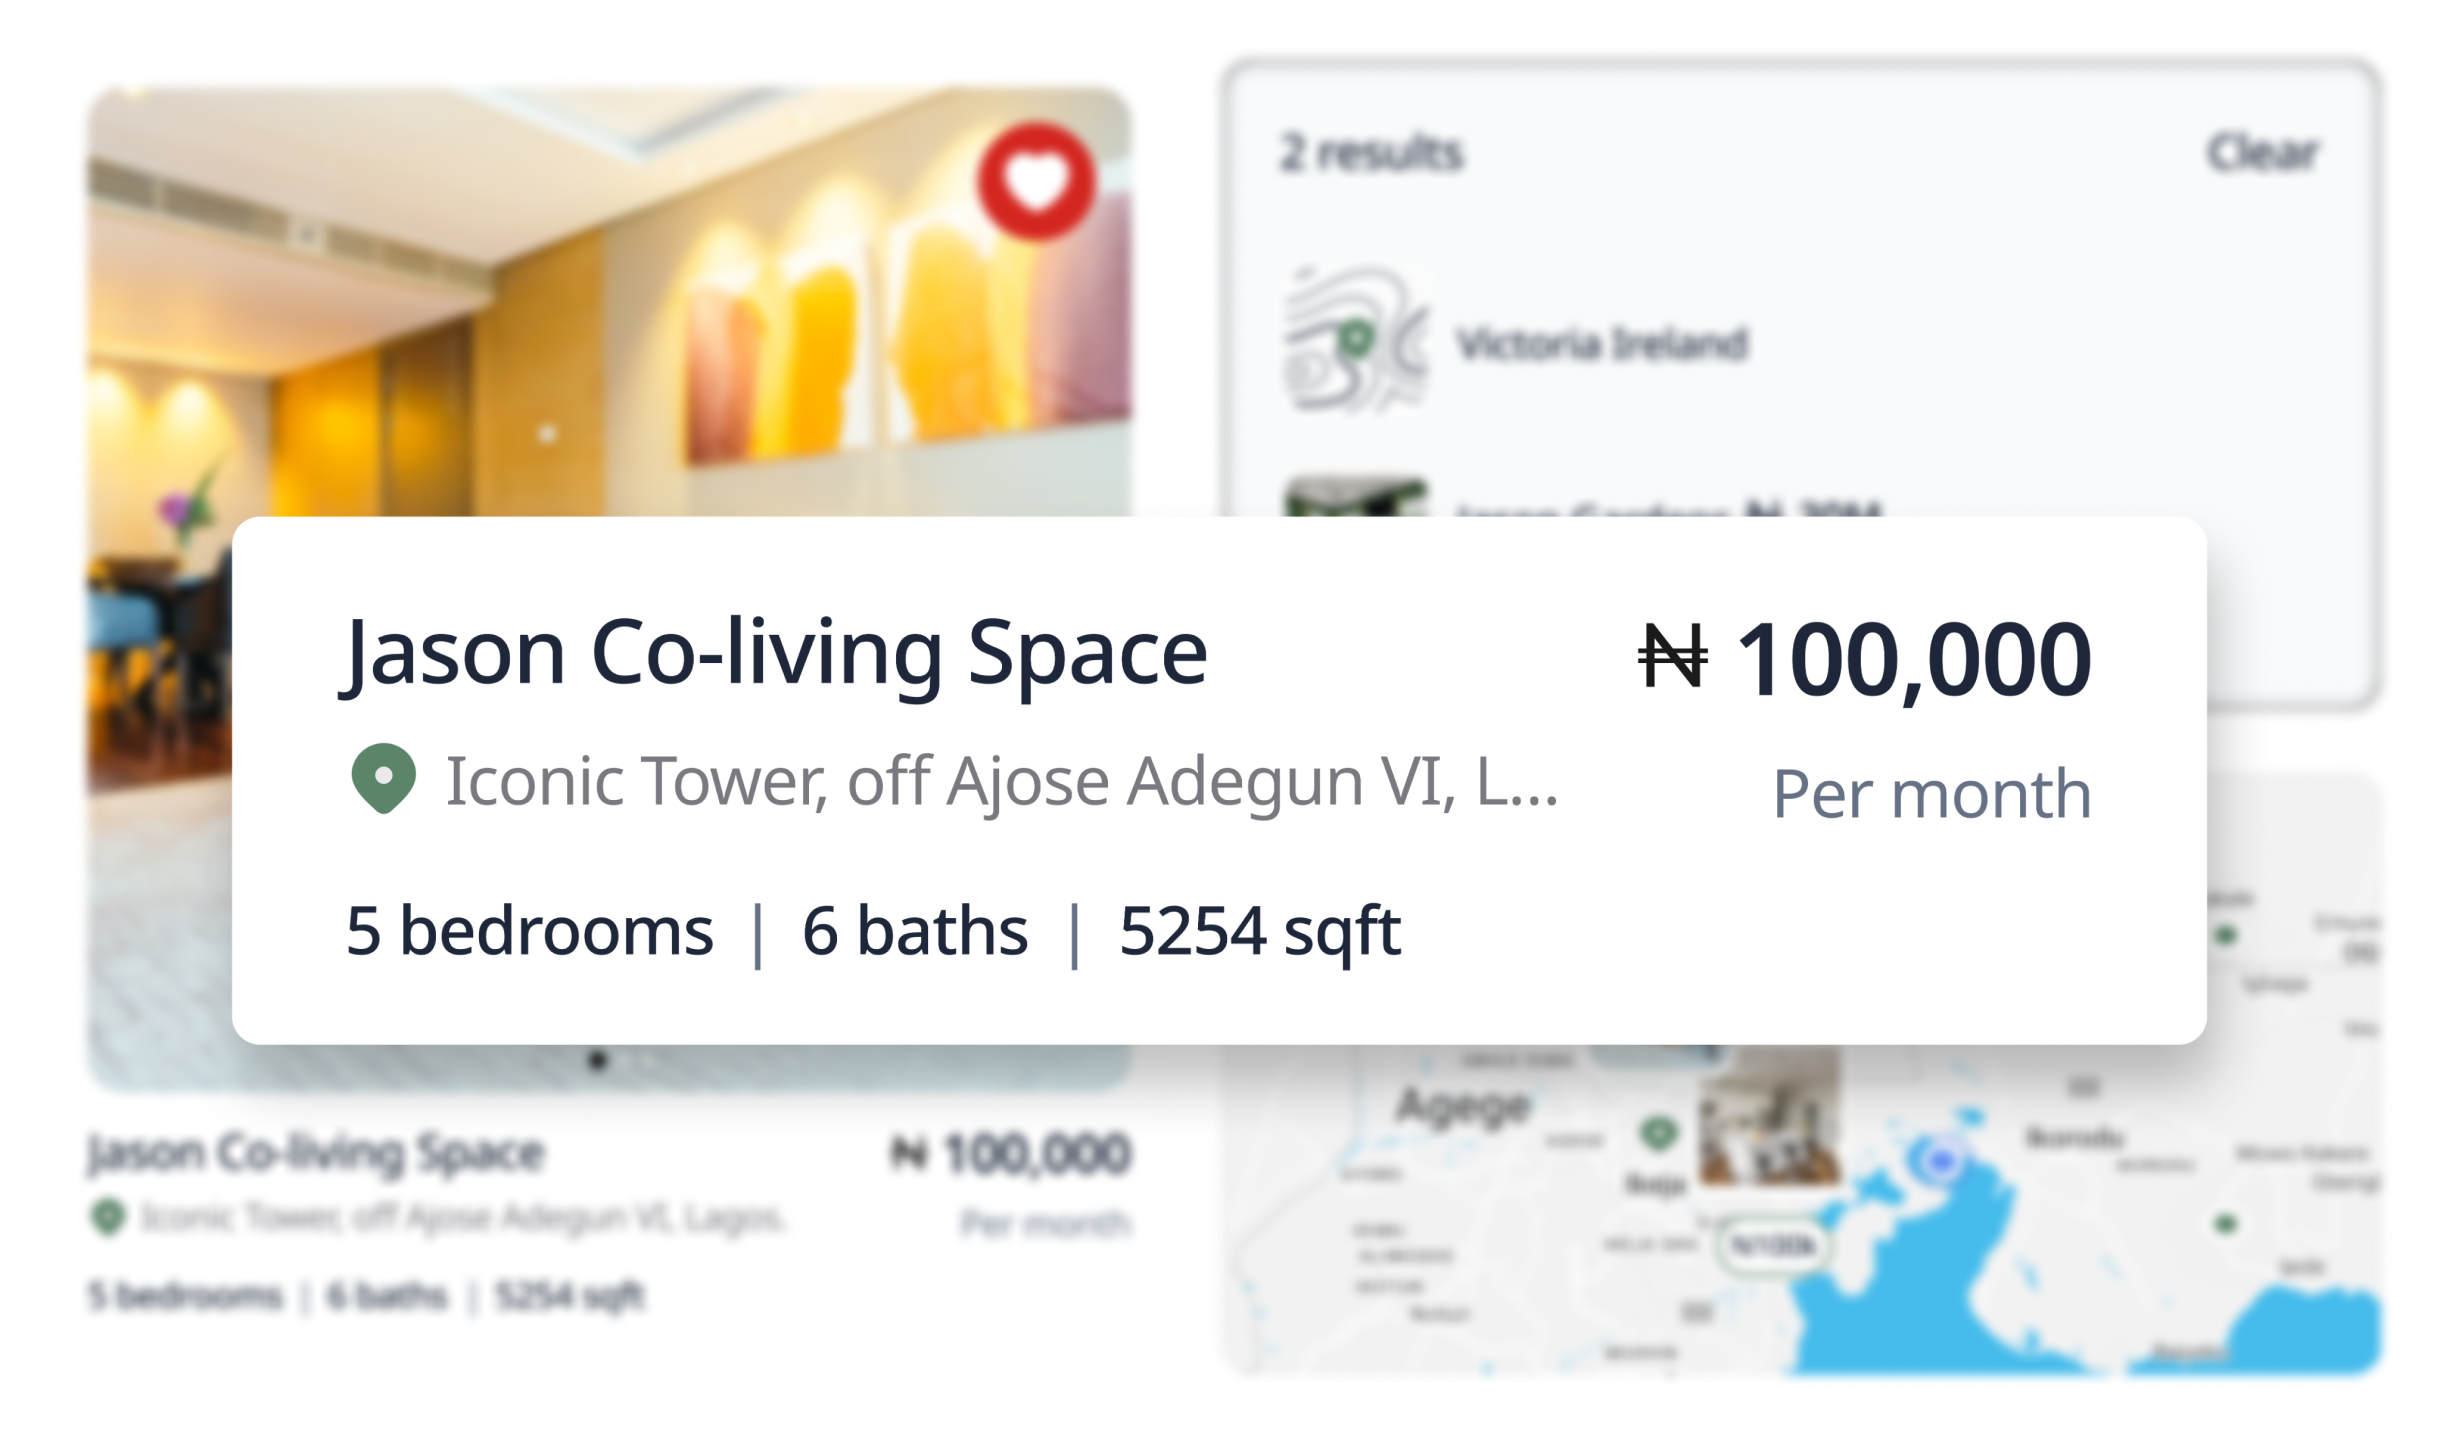 2 results
Clear
Victoria Ireland
Jason Co-living Space
₦ 100,000
Iconic Tower, off Ajose Adegun VI, L...
Per month
5 bedrooms | 6 baths | 5254 sqft
Agege
Ikorodu
Ikeja
₦100k
Jason Co-living Space
₦ 100,000
Iconic Tower, off Ajose Adegun VI, Lagos.
Per month
5 bedrooms | 6 baths | 5254 sqft